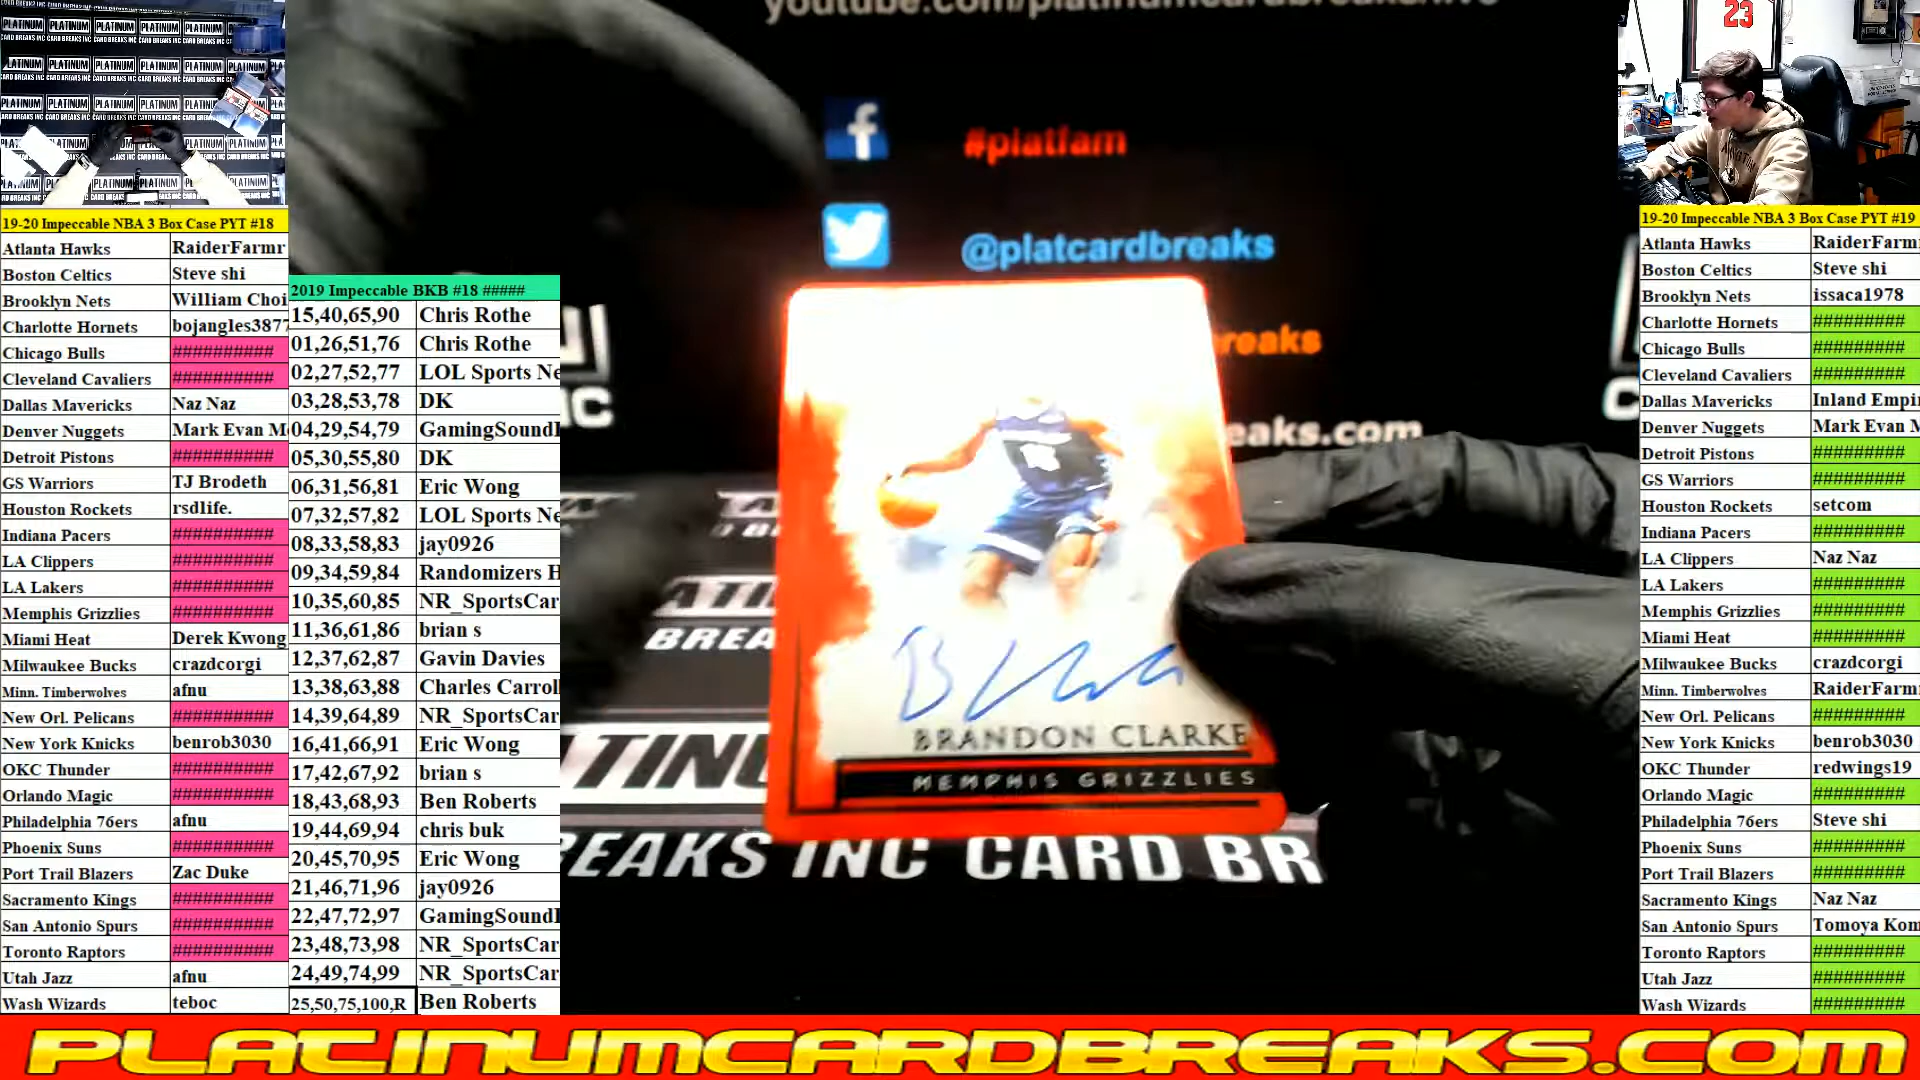 youtube.com/platinumcardbreaks/live
#platfam
@platcardbreaks
reaks
eaks.com
BRANDON CLARKE
MEMPHIS GRIZZLIES
EAKS INC CARD BR
23
19-20 Impeccable NBA 3 Box Case PYT #18
Atlanta Hawks RaiderFarmr
Boston Celtics Steve shi
Brooklyn Nets William Choi
Charlotte Hornets bojangles3877
Chicago Bulls ##########
Cleveland Cavaliers ##########
Dallas Mavericks Naz Naz
Denver Nuggets Mark Evan M
Detroit Pistons ##########
GS Warriors TJ Brodeth
Houston Rockets rsdlife.
Indiana Pacers ##########
LA Clippers ##########
LA Lakers ##########
Memphis Grizzlies ##########
Miami Heat Derek Kwong
Milwaukee Bucks crazdcorgi
Minn. Timberwolves afnu
New Orl. Pelicans ##########
New York Knicks benrob3030
OKC Thunder ##########
Orlando Magic ##########
Philadelphia 76ers afnu
Phoenix Suns ##########
Port Trail Blazers Zac Duke
Sacramento Kings ##########
San Antonio Spurs ##########
Toronto Raptors ##########
Utah Jazz afnu
Wash Wizards teboc
2019 Impeccable BKB #18 #####
15,40,65,90 Chris Rothe
01,26,51,76 Chris Rothe
02,27,52,77 LOL Sports Ne
03,28,53,78 DK
04,29,54,79 GamingSound
05,30,55,80 DK
06,31,56,81 Eric Wong
07,32,57,82 LOL Sports Ne
08,33,58,83 jay0926
09,34,59,84 Randomizers H
10,35,60,85 NR_SportsCar
11,36,61,86 brian s
12,37,62,87 Gavin Davies
13,38,63,88 Charles Carrol
14,39,64,89 NR_SportsCar
16,41,66,91 Eric Wong
17,42,67,92 brian s
18,43,68,93 Ben Roberts
19,44,69,94 chris buk
20,45,70,95 Eric Wong
21,46,71,96 jay0926
22,47,72,97 GamingSound
23,48,73,98 NR_SportsCar
24,49,74,99 NR_SportsCar
25,50,75,100,R Ben Roberts
19-20 Impeccable NBA 3 Box Case PYT #19
Atlanta Hawks RaiderFarm
Boston Celtics Steve shi
Brooklyn Nets issaca1978
Charlotte Hornets #########
Chicago Bulls #########
Cleveland Cavaliers #########
Dallas Mavericks Inland Empi
Denver Nuggets Mark Evan M
Detroit Pistons #########
GS Warriors #########
Houston Rockets setcom
Indiana Pacers #########
LA Clippers Naz Naz
LA Lakers #########
Memphis Grizzlies #########
Miami Heat #########
Milwaukee Bucks crazdcorgi
Minn. Timberwolves RaiderFarm
New Orl. Pelicans #########
New York Knicks benrob3030
OKC Thunder redwings19
Orlando Magic #########
Philadelphia 76ers Steve shi
Phoenix Suns #########
Port Trail Blazers #########
Sacramento Kings Naz Naz
San Antonio Spurs Tomoya Kom
Toronto Raptors #########
Utah Jazz #########
Wash Wizards #########
PLATINUMCARDBREAKS.COM